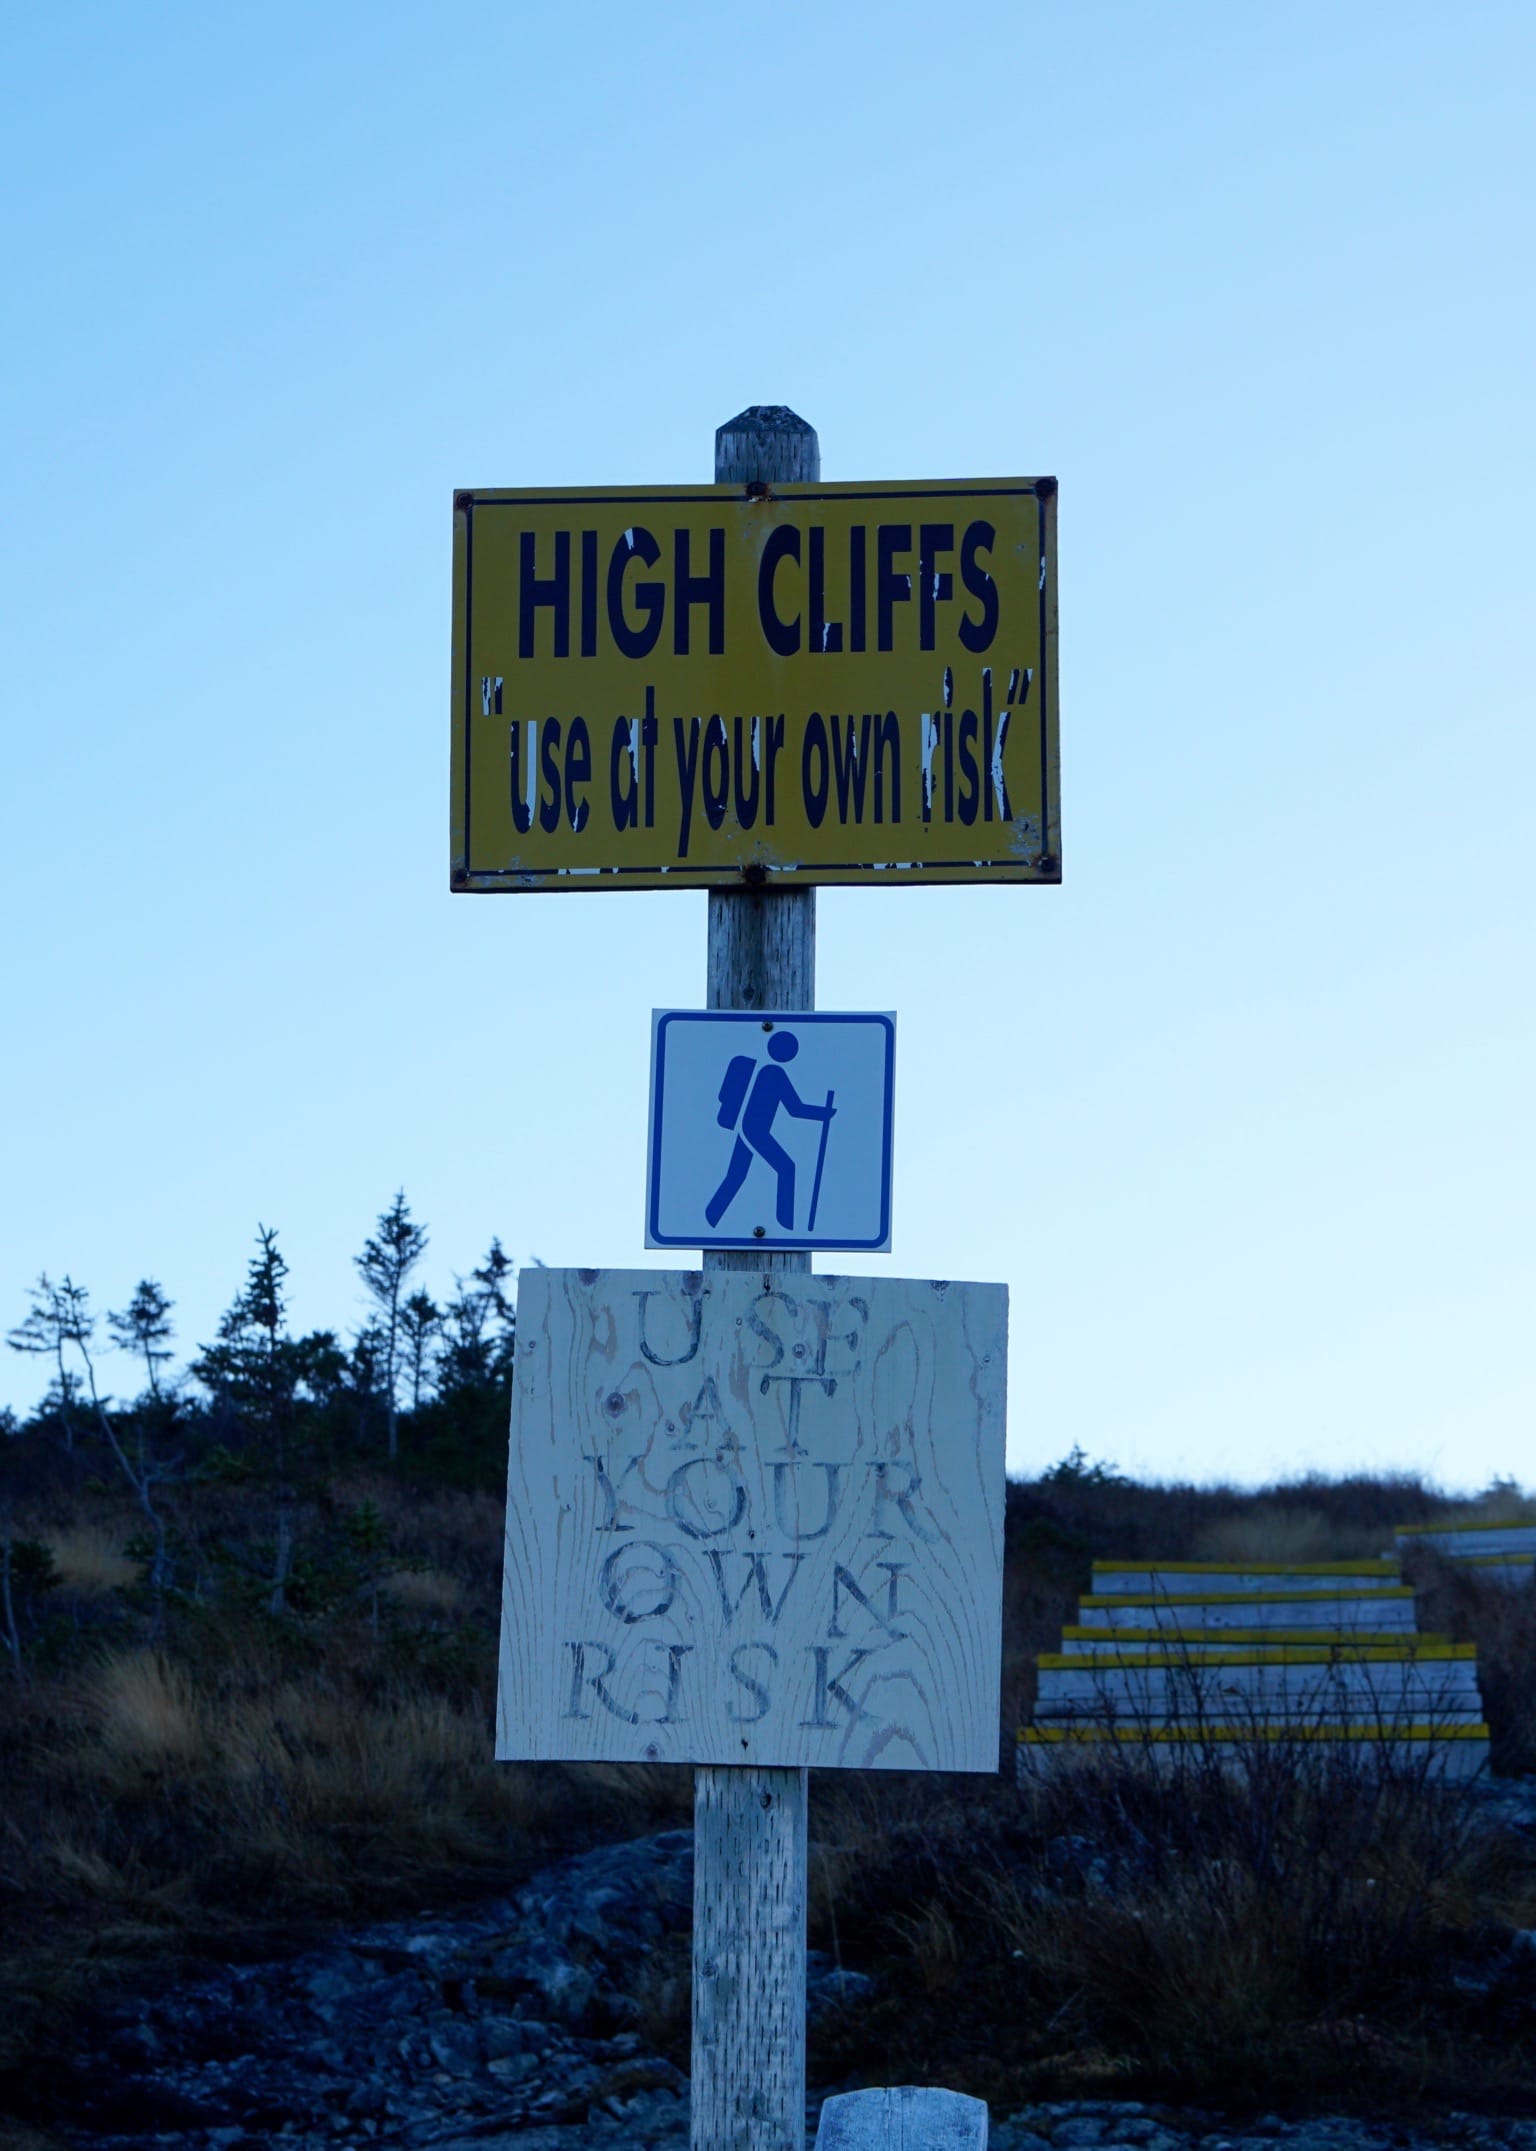 HIGH CLIFFS
"use at your own risk"
USE
AT
YOUR
OWN
RISK